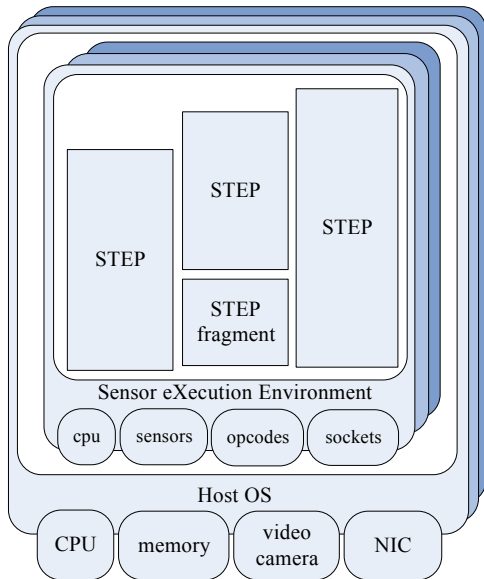 STEP
STEP
STEP
STEP
fragment
Sensor eXecution Environment
cpu
sensors
opcodes
sockets
Host OS
CPU
memory
video
camera
NIC